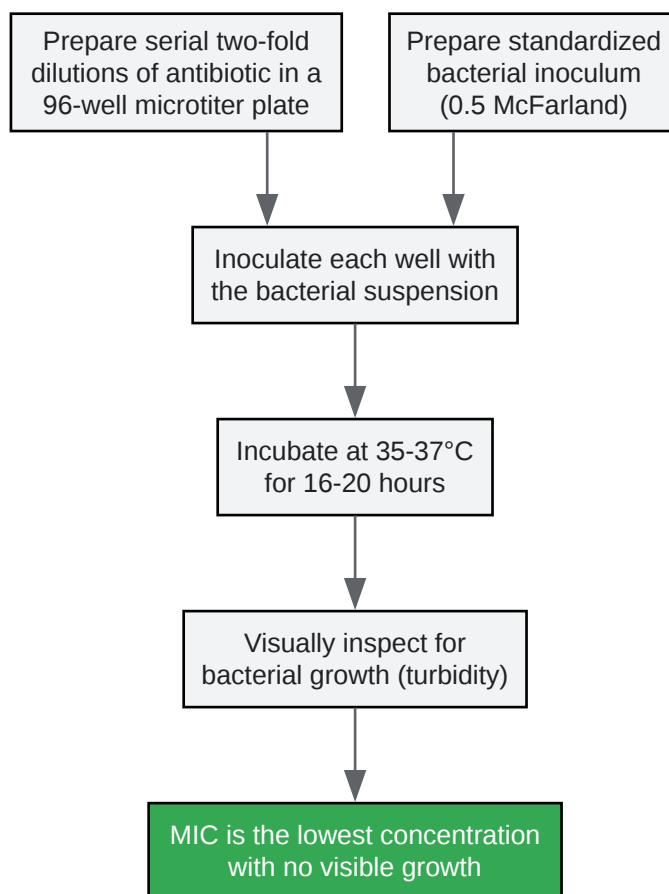 Prepare serial two-fold
dilutions of antibiotic in a
96-well microtiter plate
Prepare standardized
bacterial inoculum
(0.5 McFarland)
Inoculate each well with
the bacterial suspension
Incubate at 35-37°C
for 16-20 hours
Visually inspect for
bacterial growth (turbidity)
MIC is the lowest concentration
with no visible growth